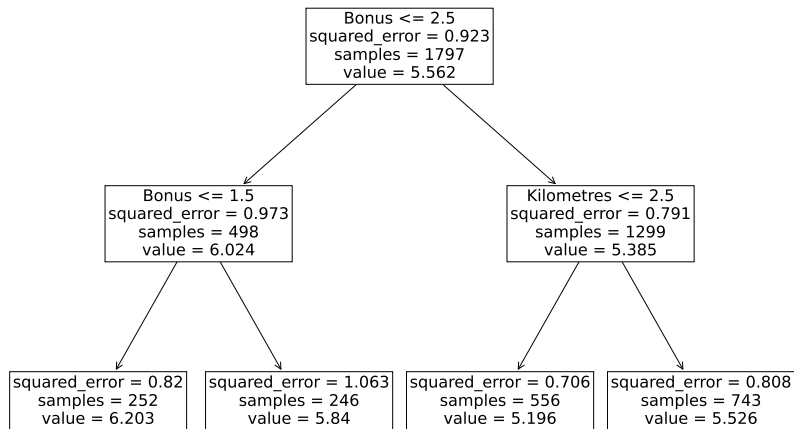 Bonus <= 2.5
squared_error = 0.923
samples = 1797
value = 5.562
Bonus <= 1.5
squared_error = 0.973
samples = 498
value = 6.024
Kilometres <= 2.5
squared_error = 0.791
samples = 1299
value = 5.385
squared_error = 0.82
samples = 252
value = 6.203
squared_error = 1.063
samples = 246
value = 5.84
squared_error = 0.706
samples = 556
value = 5.196
squared_error = 0.808
samples = 743
value = 5.526